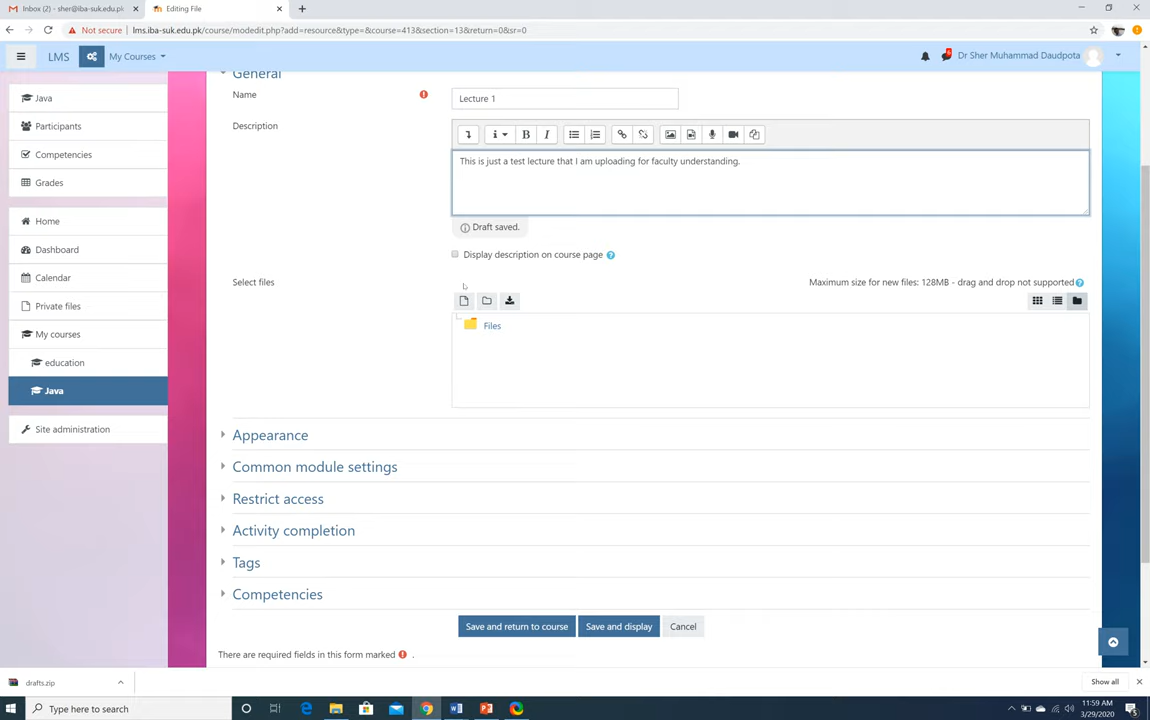 Inbox (2) - sher@iba-suk.edu.pk
Editing File
Not secure | lms.iba-suk.edu.pk/course/modedit.php?add=resource&type=&course=413&section=13&return=0&sr=0
LMS
My Courses
6
Dr Sher Muhammad Daudpota
Java
Participants
Competencies
Grades
Home
Dashboard
Calendar
Private files
My courses
education
Java
Site administration
General
Name
Lecture 1
Description
This is just a test lecture that I am uploading for faculty understanding.
Draft saved.
Display description on course page
Select files
Maximum size for new files: 128MB - drag and drop not supported
Files
Appearance
Common module settings
Restrict access
Activity completion
Tags
Competencies
Save and return to course
Save and display
Cancel
There are required fields in this form marked .
drafts.zip
Show all
Type here to search
11:59 AM
3/29/2020